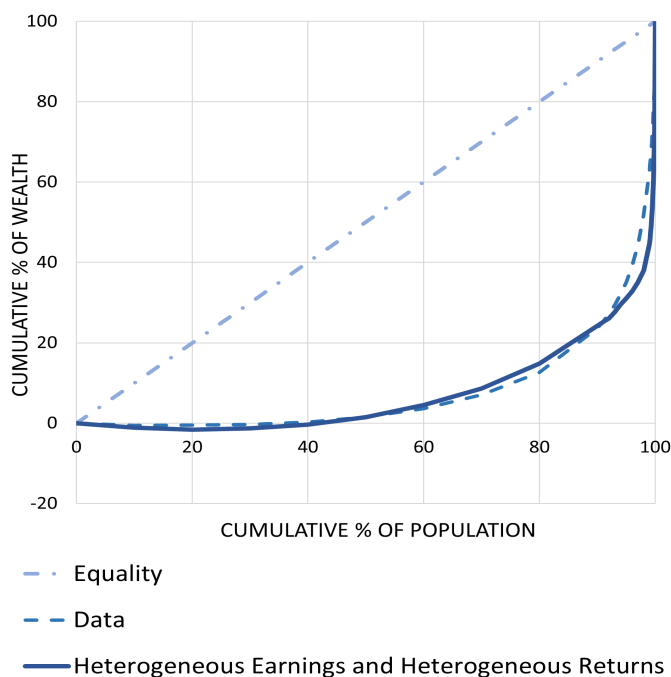 100
80
60
40
20
0
-20
CUMULATIVE % OF WEALTH
0 20 40 60 80 100
CUMULATIVE % OF POPULATION
Equality
Data
Heterogeneous Earnings and Heterogeneous Returns